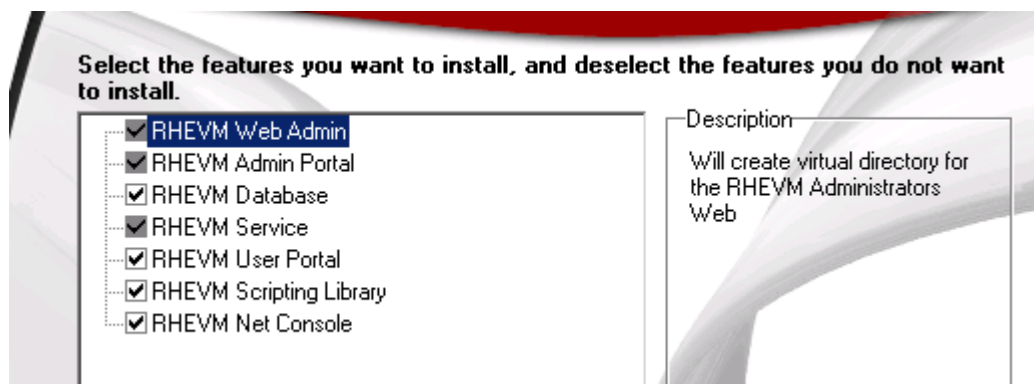 Select the features you want to install, and deselect the features you do not want
to install.
RHEVM Web Admin
RHEVM Admin Portal
RHEVM Database
RHEVM Service
RHEVM User Portal
RHEVM Scripting Library
RHEVM Net Console
Description
Will create virtual directory for
the RHEVM Administrators
Web